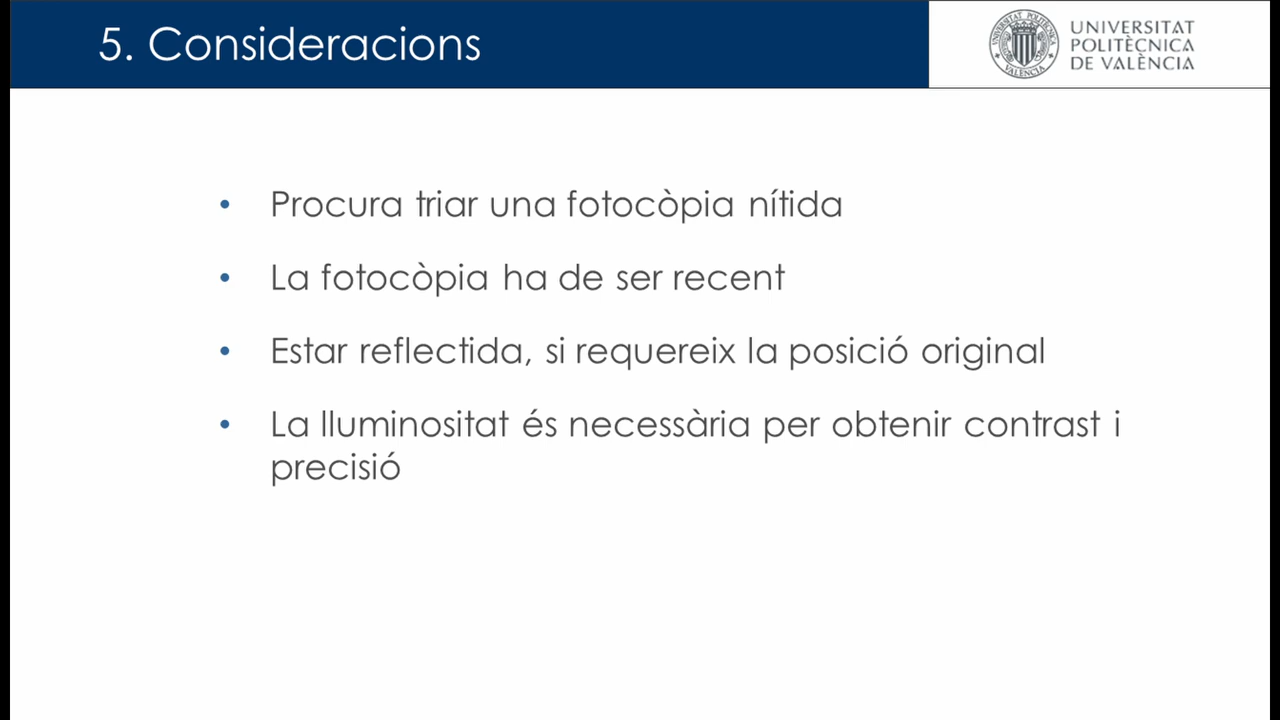 5. Consideracions
UNIVERSITAT
POLITÈCNICA
DE VALÈNCIA
• Procura triar una fotocòpia nítida
• La fotocòpia ha de ser recent
• Estar reflectida, si requereix la posició original
• La lluminositat és necessària per obtenir contrast i
precisió